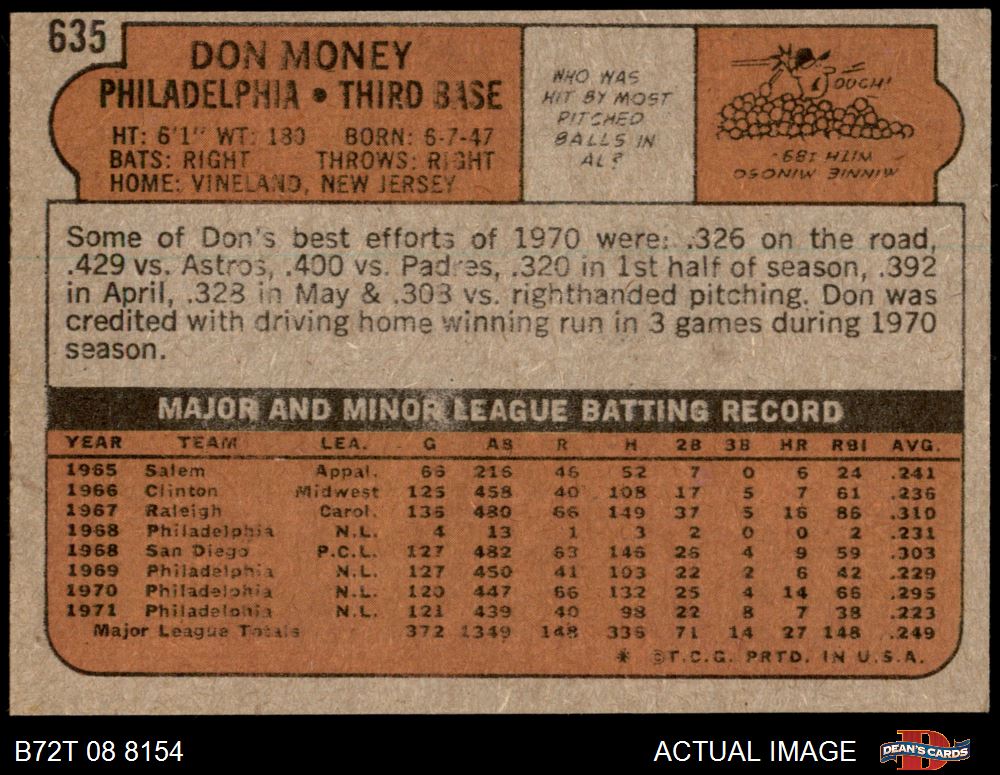 635
DON MONEY
PHILADELPHIA • THIRD BASE
HT: 6'1" WT: 180 BORN: 6-7-47
BATS: RIGHT THROWS: RIGHT
HOME: VINELAND, NEW JERSEY
WHO WAS
HIT BY MOST
PITCHED
BALLS IN
AL?
OUCH!
MINNIE MINOSO
WITH 189.
Some of Don's best efforts of 1970 were: .326 on the road,
.429 vs. Astros, .400 vs. Padres, .320 in 1st half of season, .392
in April, .328 in May & .303 vs. righthanded pitching. Don was
credited with driving home winning run in 3 games during 1970
season.
MAJOR AND MINOR LEAGUE BATTING RECORD
YEAR TEAM LEA. G AB R H 2B 3B HR RBI AVG.
1965 Salem Appal. 66 216 46 52 7 0 6 24 .241
1966 Clinton Midwest 125 458 40 108 17 5 7 61 .236
1967 Raleigh Carol. 136 480 66 149 37 5 16 86 .310
1968 Philadelphia N.L. 4 13 1 3 2 0 0 2 .231
1968 San Diego P.C.L. 127 482 63 146 26 4 9 59 .303
1969 Philadelphia N.L. 127 450 41 103 22 2 6 42 .229
1970 Philadelphia N.L. 120 447 66 132 25 4 14 66 .295
1971 Philadelphia N.L. 121 439 40 98 22 8 7 38 .223
Major League Totals 372 1349 148 336 71 14 27 148 .249
* ©T.C.G. PRTD. IN U.S.A.
B72T 08 8154
ACTUAL IMAGE
DEAN'S CARDS